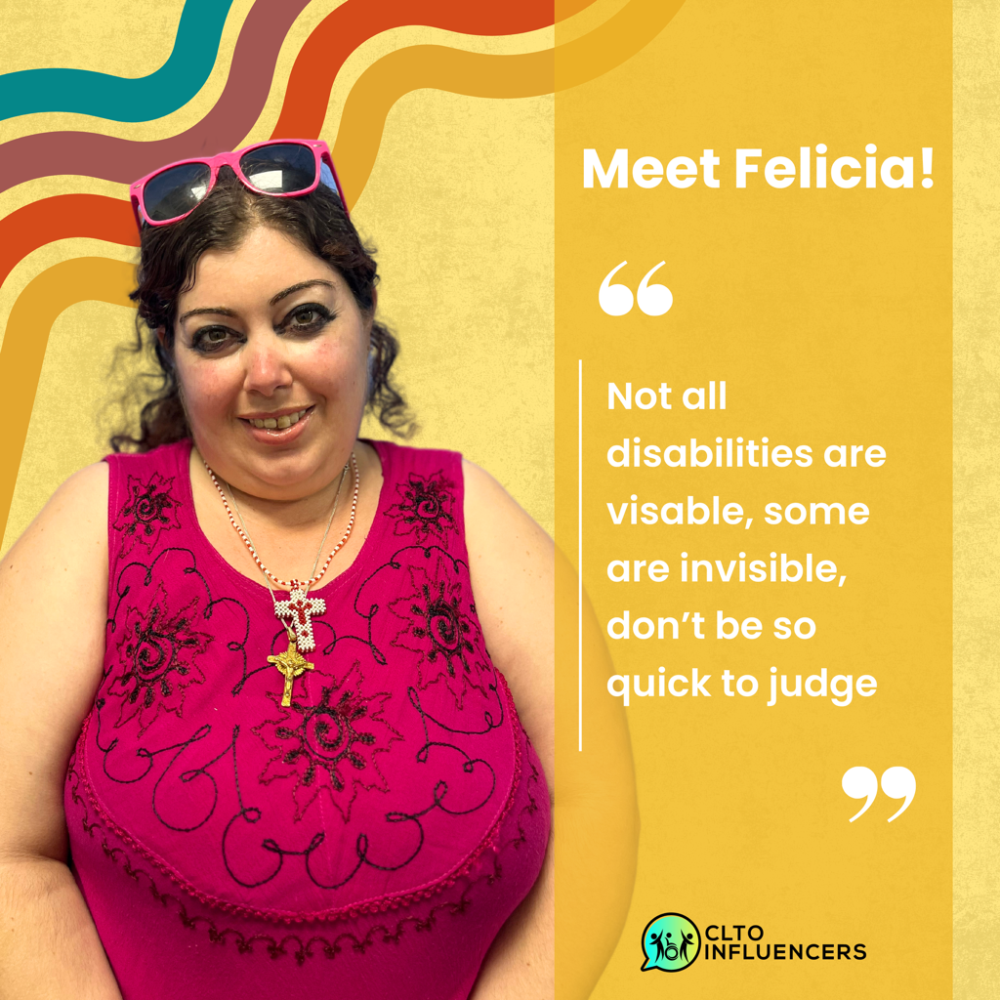 Meet Felicia!
“
Not all
disabilities are
visable, some
are invisible,
don’t be so
quick to judge
”
CLTO
INFLUENCERS